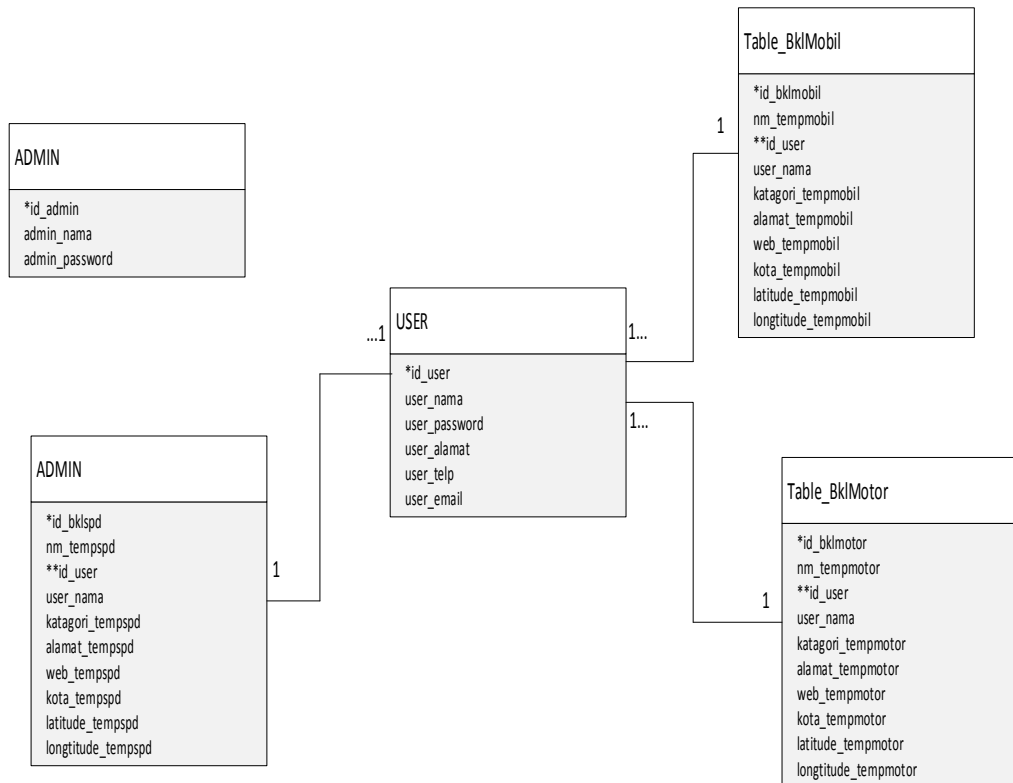 ADMIN
*id_admin
admin_nama
admin_password
Table_BklMobil
*id_bklmobil
nm_tempmobil
**id_user
user_nama
katagori_tempmobil
alamat_tempmobil
web_tempmobil
kota_tempmobil
latitude_tempmobil
longtitude_tempmobil
1
USER
*id_user
user_nama
user_password
user_alamat
user_telp
user_email
...1
1...
1...
ADMIN
*id_bklspd
nm_tempspd
**id_user
user_nama
katagori_tempspd
alamat_tempspd
web_tempspd
kota_tempspd
latitude_tempspd
longtitude_tempspd
1
Table_BklMotor
*id_bklmotor
nm_tempmotor
**id_user
user_nama
katagori_tempmotor
alamat_tempmotor
web_tempmotor
kota_tempmotor
latitude_tempmotor
longtitude_tempmotor
1